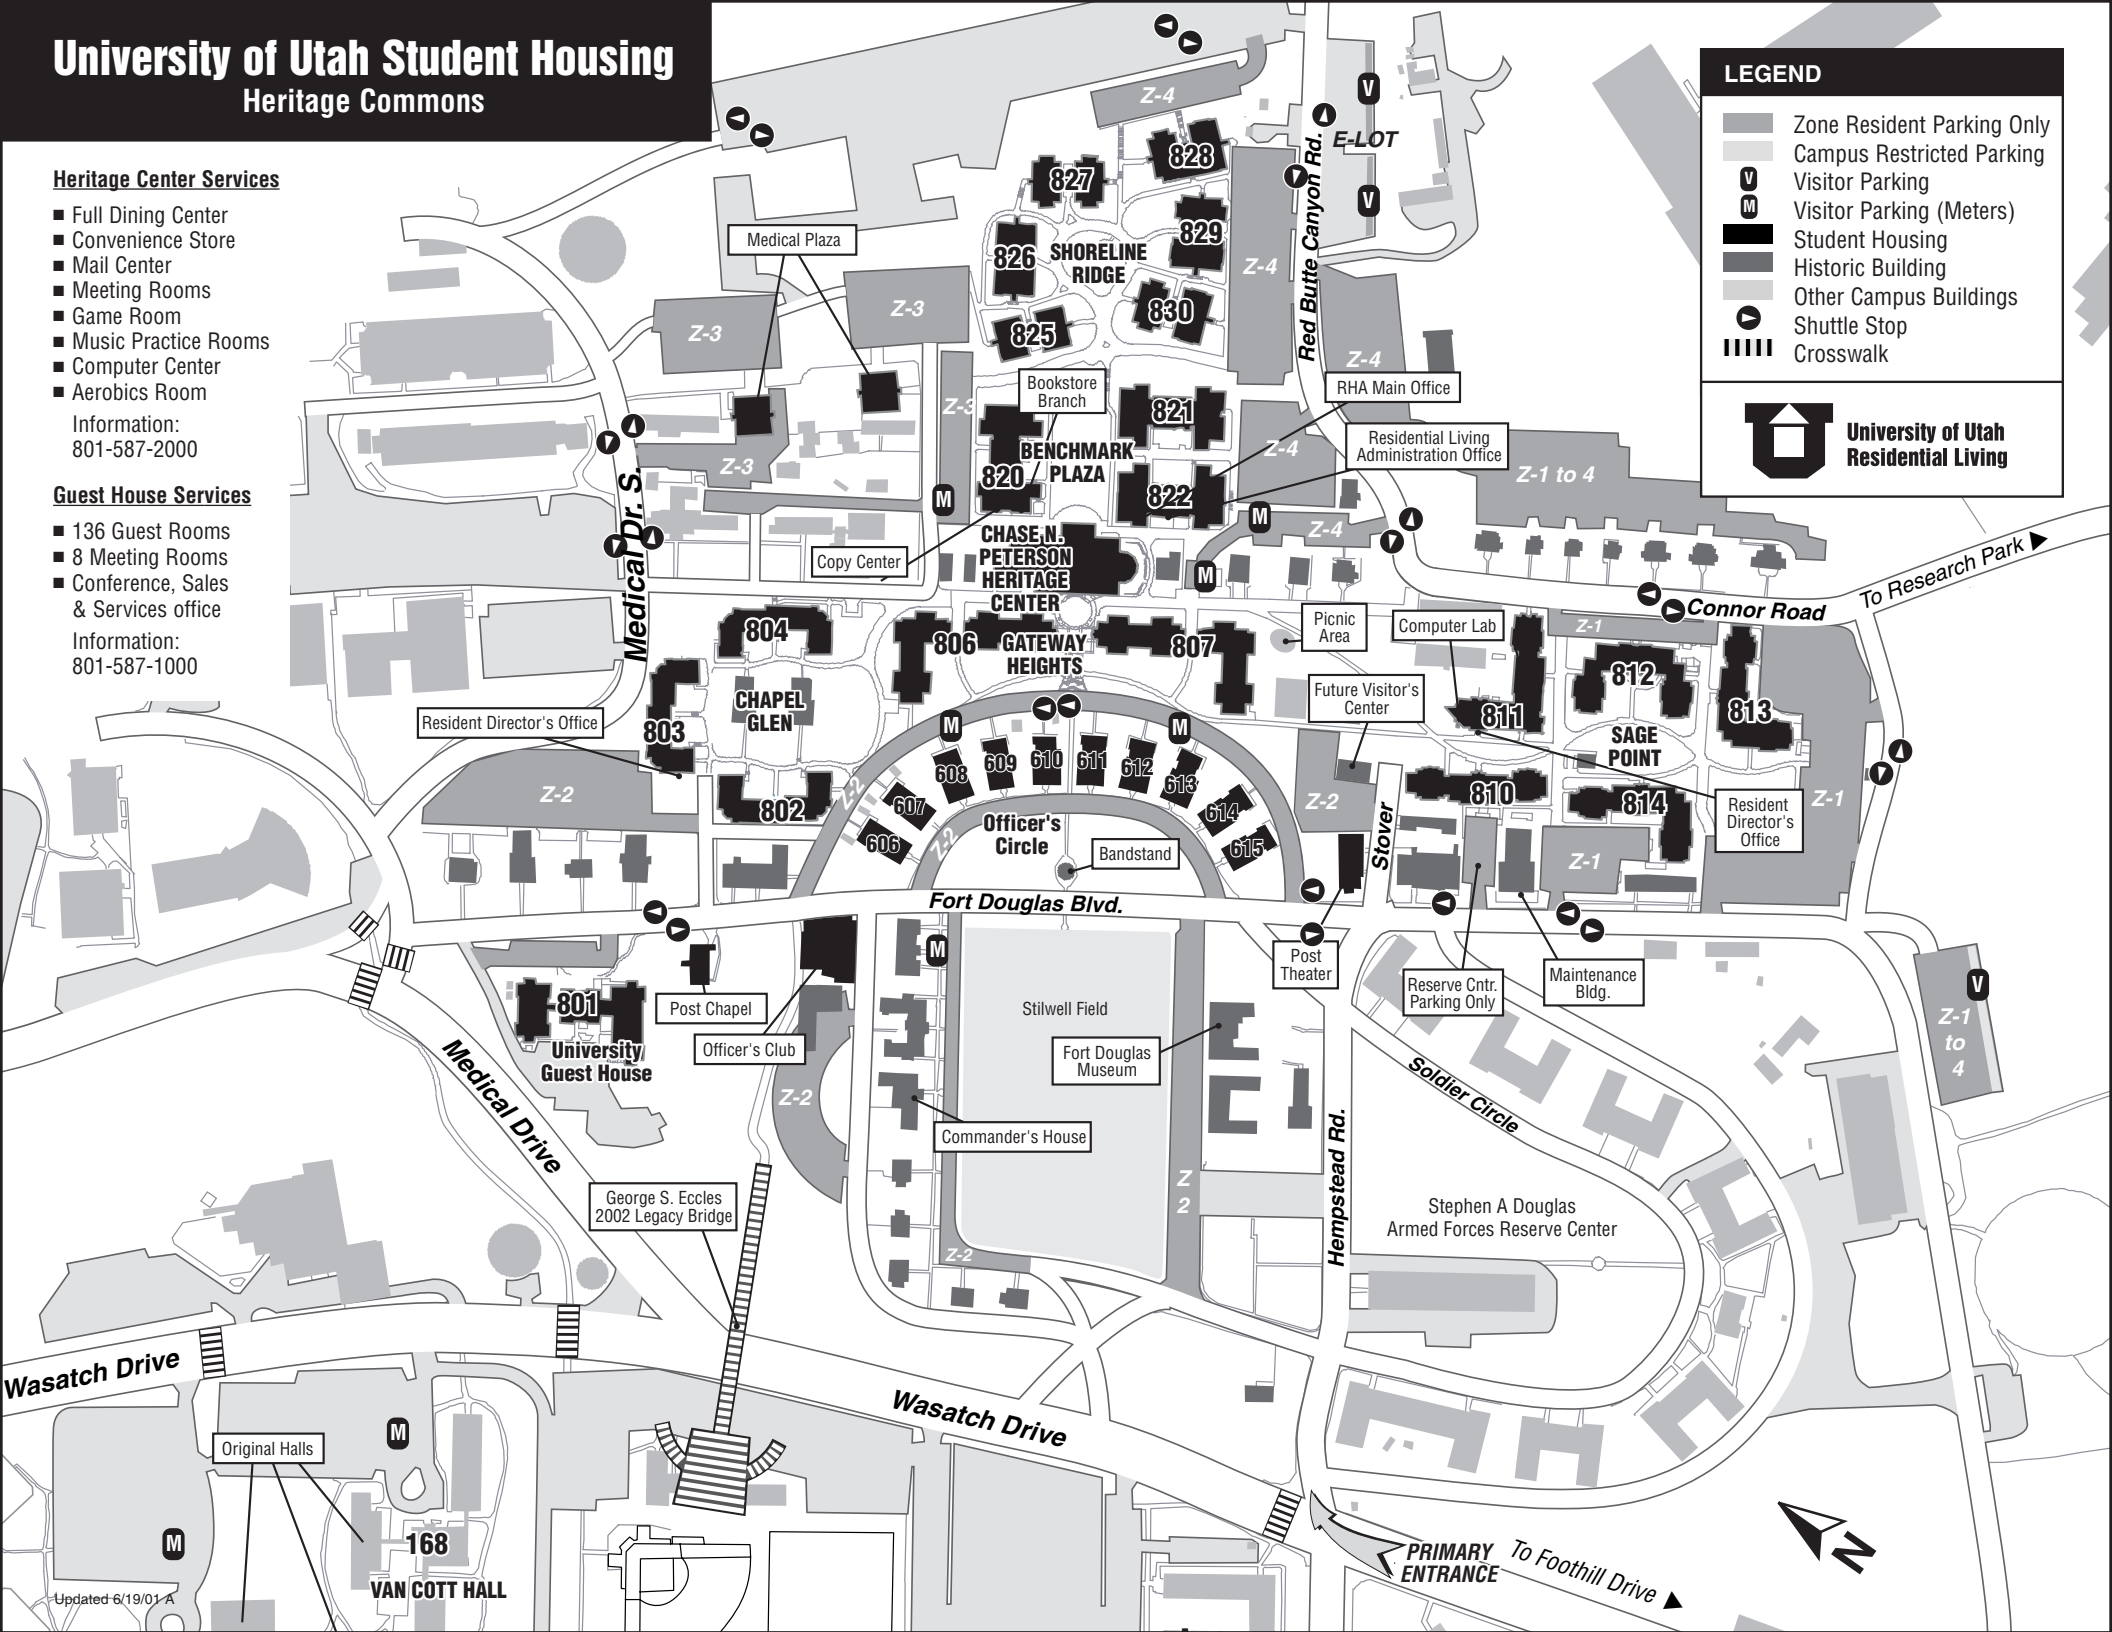 University of Utah Student Housing
Heritage Commons
Heritage Center Services
Full Dining Center
Convenience Store
Mail Center
Meeting Rooms
Game Room
Music Practice Rooms
Computer Center
Aerobics Room
Information:
801-587-2000
Guest House Services
136 Guest Rooms
8 Meeting Rooms
Conference, Sales
& Services office
Information:
801-587-1000
LEGEND
Zone Resident Parking Only
Campus Restricted Parking
V Visitor Parking
M Visitor Parking (Meters)
Student Housing
Historic Building
Other Campus Buildings
Shuttle Stop
Crosswalk
University of Utah
Residential Living
Z-4
V
E-LOT
V
828
827
829
826
SHORELINE
RIDGE
830
825
Z-4
Red Butte Canyon Rd.
Z-4
Medical Plaza
Z-3
Z-3
Z-3
Z-3
Bookstore
Branch
RHA Main Office
821
BENCHMARK
PLAZA
820
822
Z-4
Residential Living
Administration Office
Z-1 to 4
M
M
Z-4
M
Medical Dr. S.
Copy Center
CHASE N.
PETERSON
HERITAGE
CENTER
To Research Park
Connor Road
804
806
GATEWAY
HEIGHTS
807
Picnic
Area
Computer Lab
Z-1
812
813
811
SAGE
POINT
Future Visitor's
Center
CHAPEL
GLEN
803
Resident Director's Office
Z-2
802
Z-2
M
M
608
609
610
611
612
613
607
606
614
615
Z-2
Officer's
Circle
Bandstand
Z-2
Stover
810
814
Z-1
Z-1
Resident
Director's
Office
Fort Douglas Blvd.
M
Post
Theater
Reserve Cntr.
Parking Only
Maintenance
Bldg.
V
Z-1
to
4
801
University
Guest House
Post Chapel
Officer's Club
Z-2
Stilwell Field
Fort Douglas
Museum
Commander's House
Z
2
Z-2
Medical Drive
Soldier Circle
Hempstead Rd.
Stephen A Douglas
Armed Forces Reserve Center
George S. Eccles
2002 Legacy Bridge
Wasatch Drive
Wasatch Drive
M
Original Halls
M
168
VAN COTT HALL
Updated 6/19/01 A
PRIMARY
ENTRANCE
To Foothill Drive
N